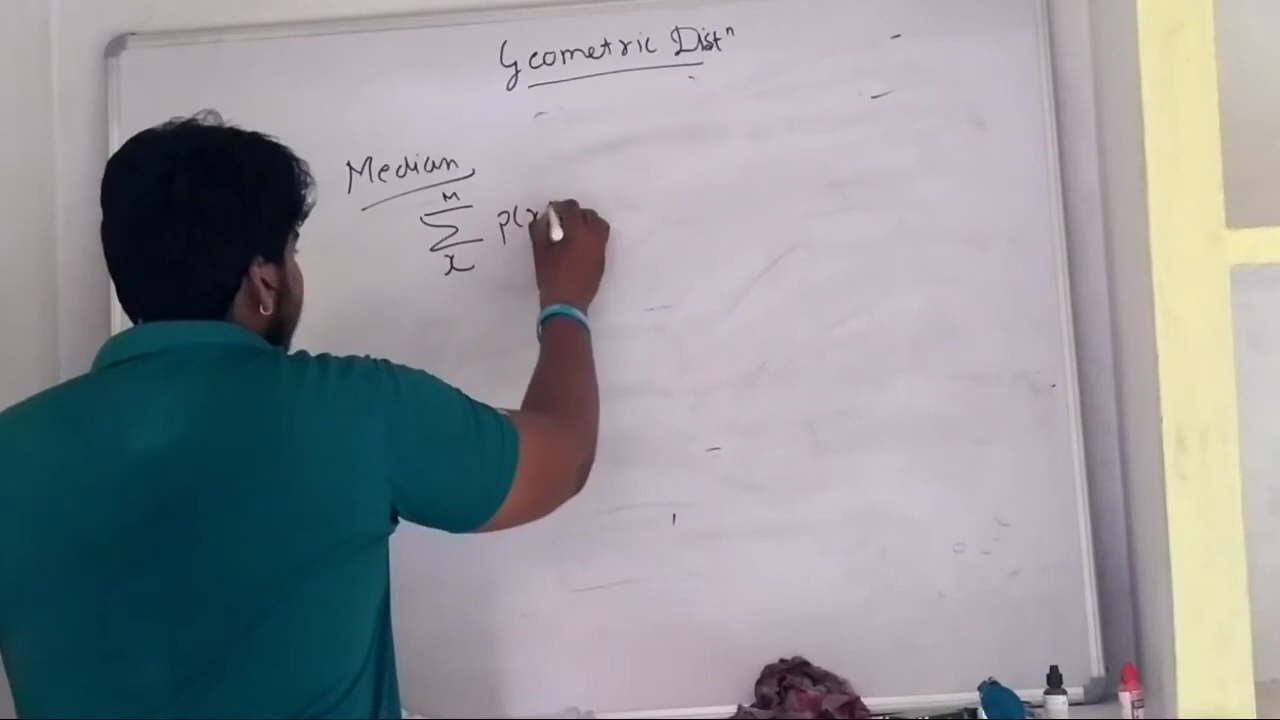 Geometric Distⁿ
Median
M
∑ p(x
x